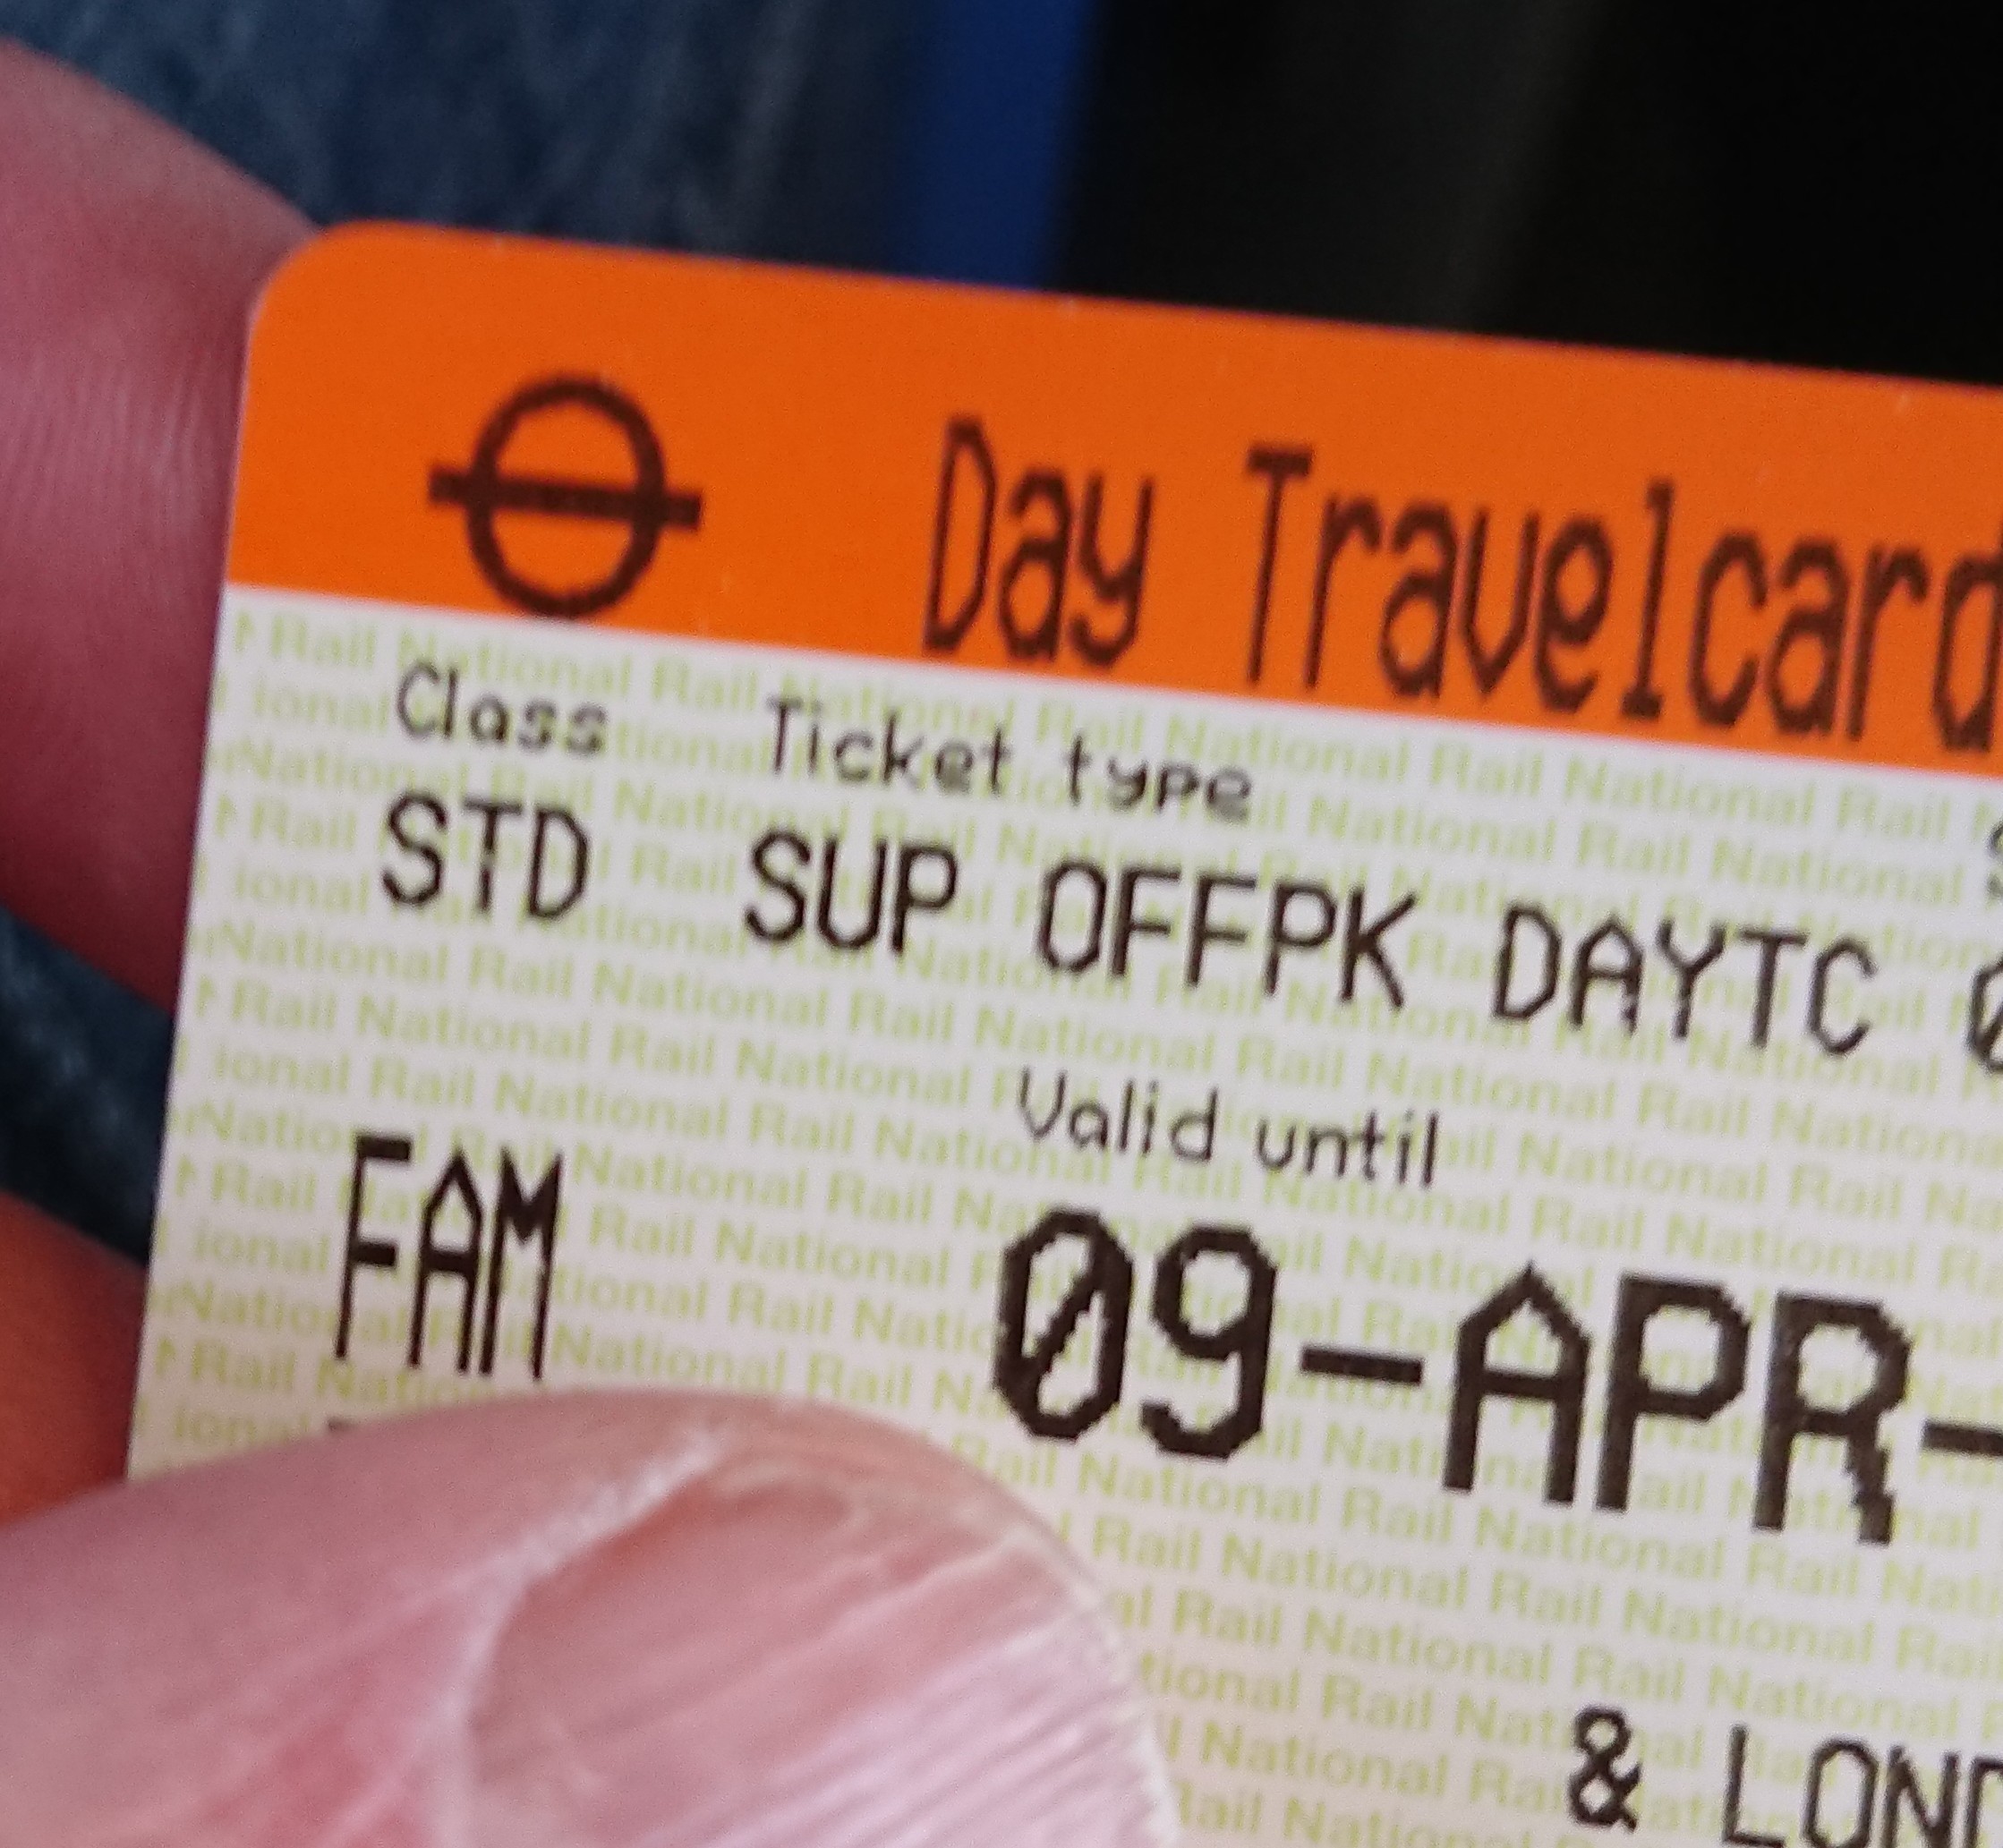 Day Travelcard
Class Ticket type
STD SUP OFFPK DAYTC
Valid until
FAM 09-APR-
& LOND